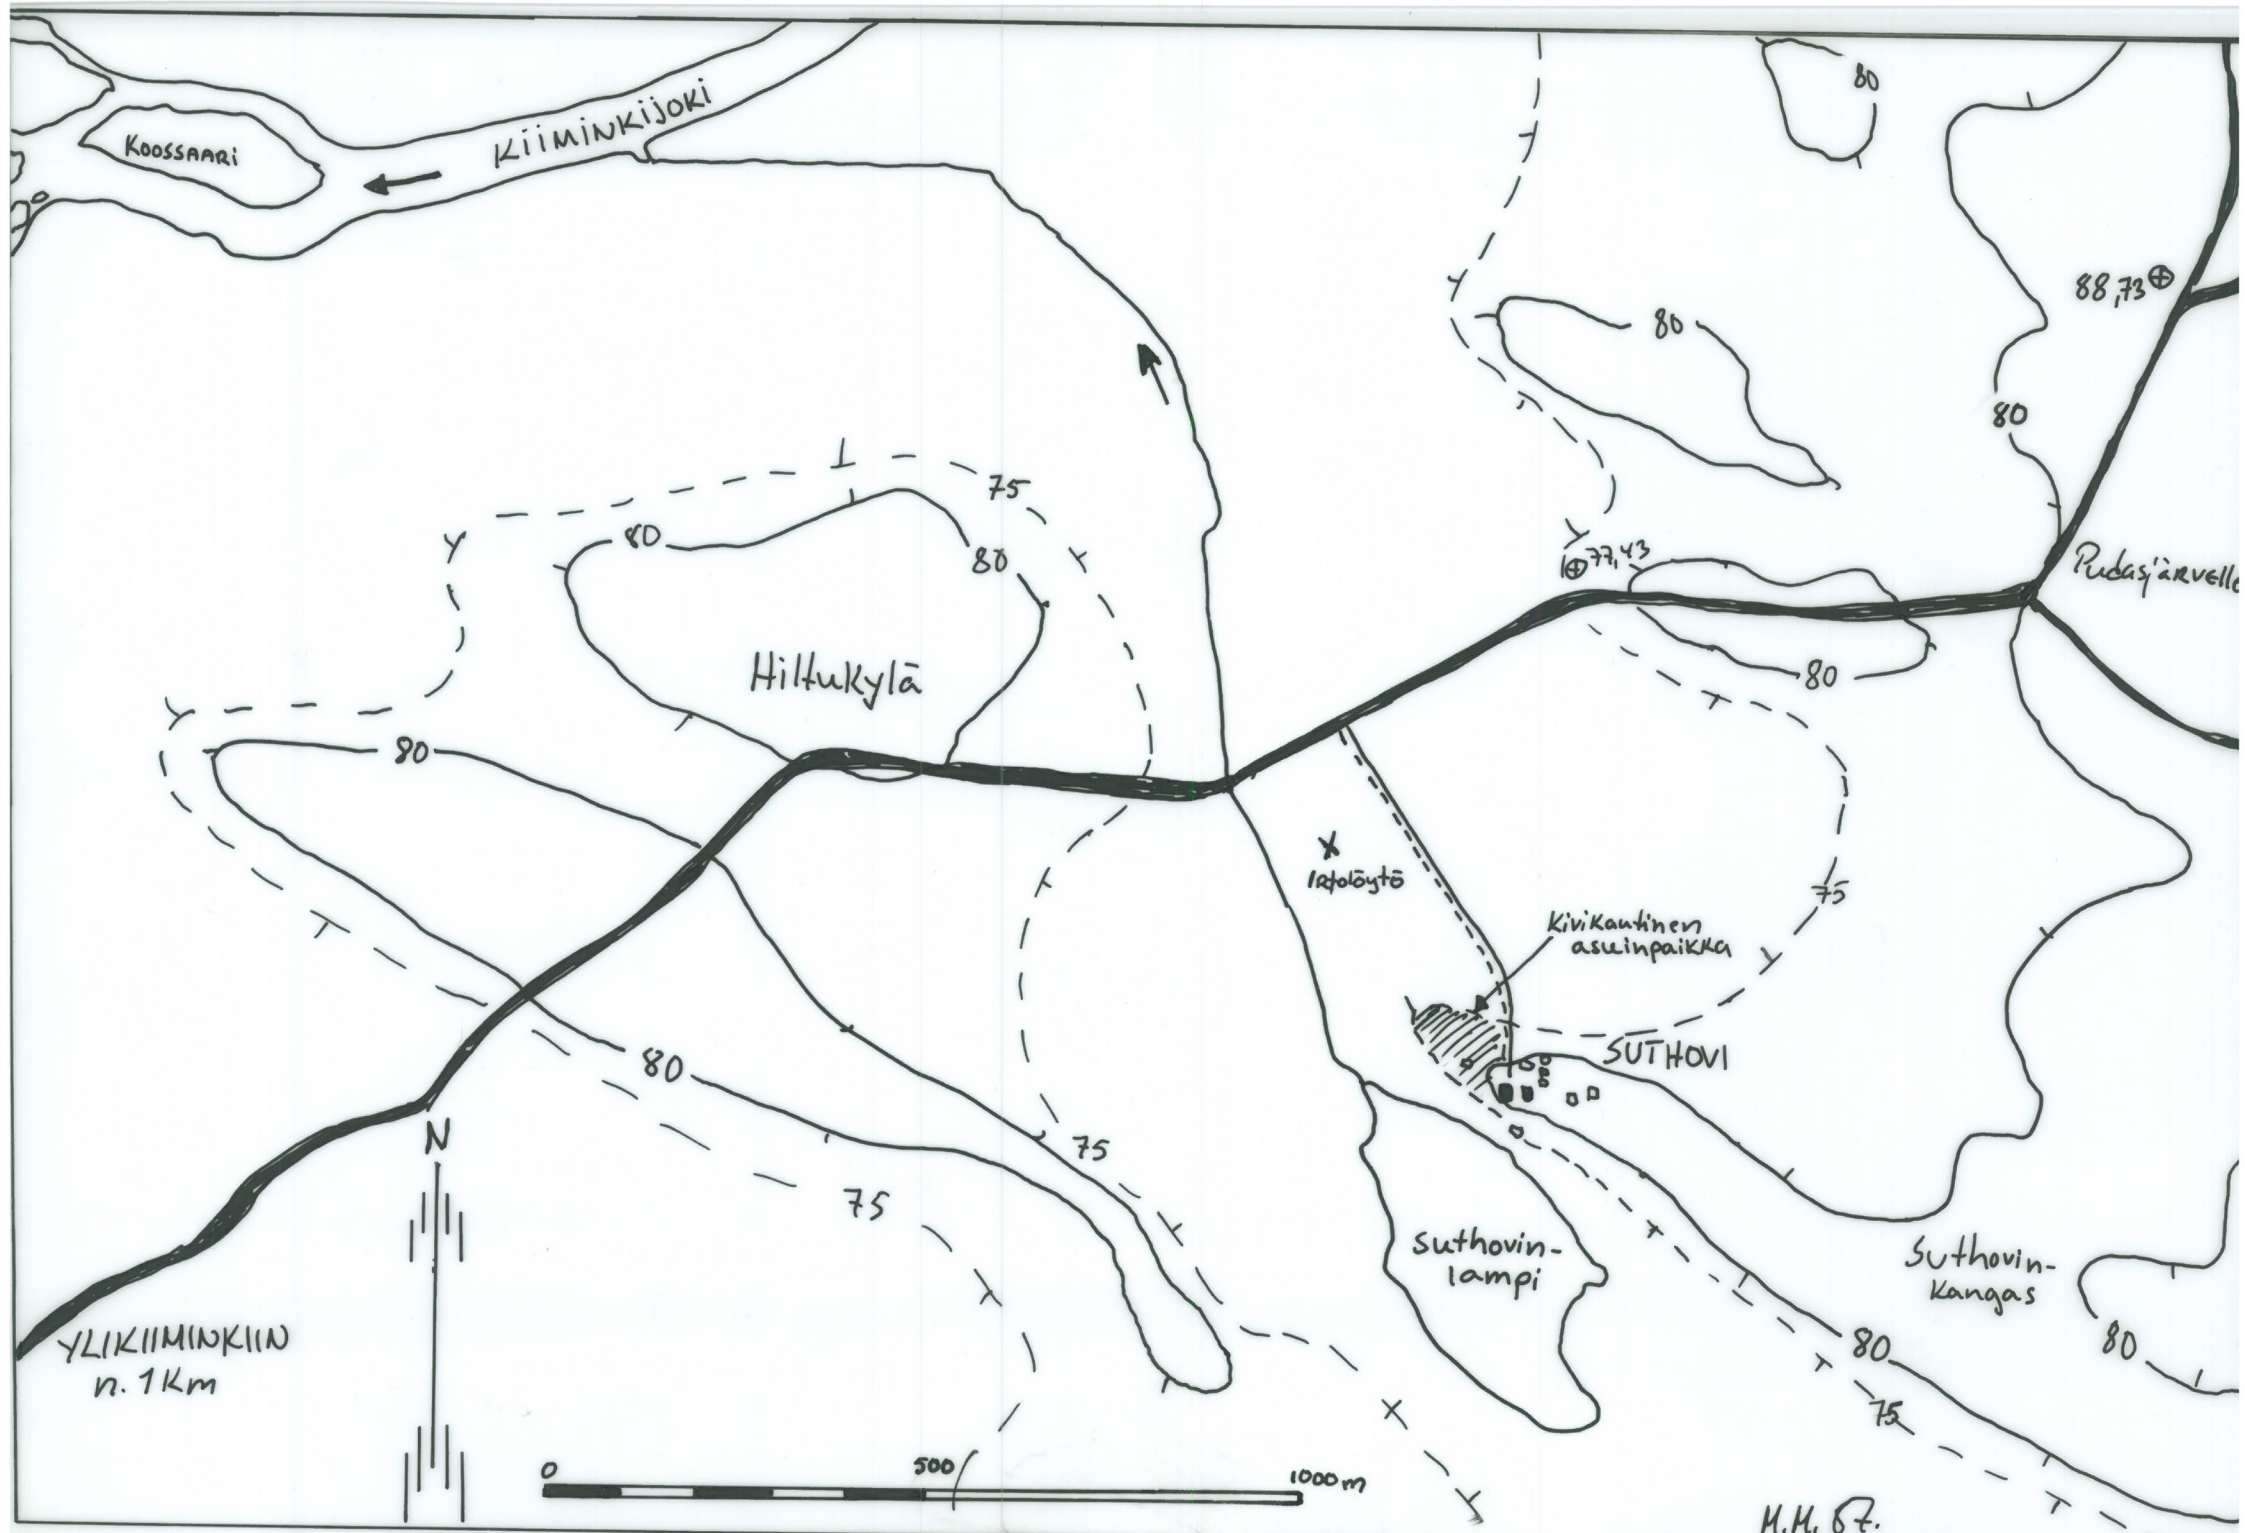 80
KOOSSAARI
KIIMINKIJOKI
88,73
80
80
75
80
80
77,43
Pudasjärvelle
Hiltukylä
80
80
Irtolöytö
75
Kivikautinen
asuinpaikka
SUTHOVI
80
N
75
75
Suthovin-
lampi
Suthovin-
kangas
YLIKIIMINKIIN
n. 1 Km
80
80
75
0
500
1000 m
M.M. 87.